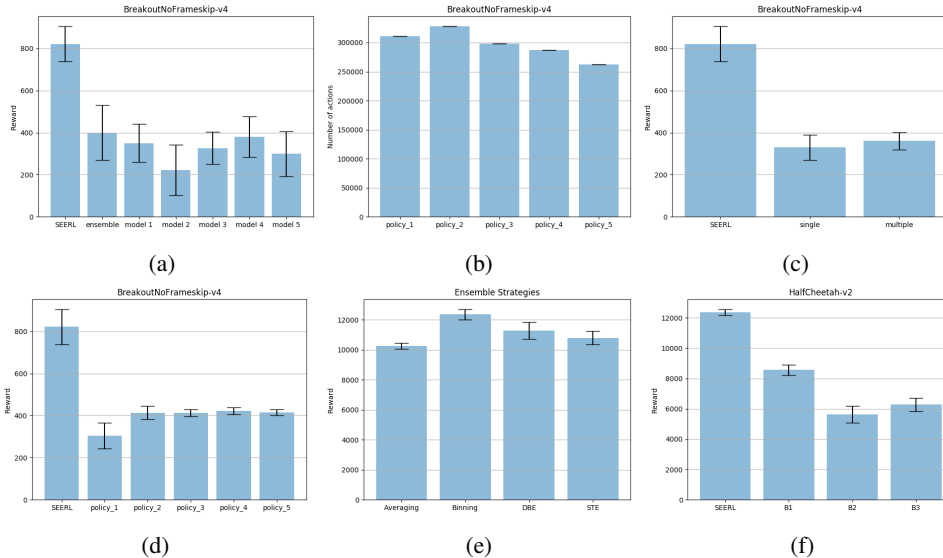 BreakoutNoFrameskip-v4
Reward
800
600
400
200
0
SEERL ensemble model 1 model 2 model 3 model 4 model 5
(a)
BreakoutNoFrameskip-v4
Number of actions
300000
250000
200000
150000
100000
50000
0
policy_1 policy_2 policy_3 policy_4 policy_5
(b)
BreakoutNoFrameskip-v4
Reward
800
600
400
200
0
SEERL single multiple
(c)
BreakoutNoFrameskip-v4
Reward
800
600
400
200
0
SEERL policy_1 policy_2 policy_3 policy_4 policy_5
(d)
Ensemble Strategies
Reward
12000
10000
8000
6000
4000
2000
0
Averaging Binning DBE STE
(e)
HalfCheetah-v2
Reward
12000
10000
8000
6000
4000
2000
0
SEERL B1 B2 B3
(f)